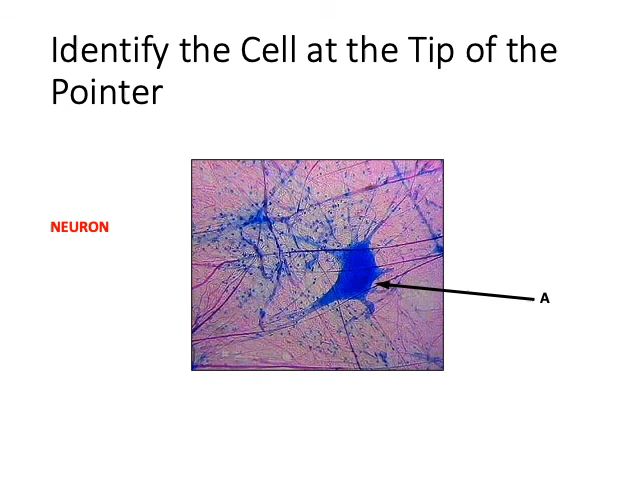 Identify the Cell at the Tip of the
Pointer
NEURON
A